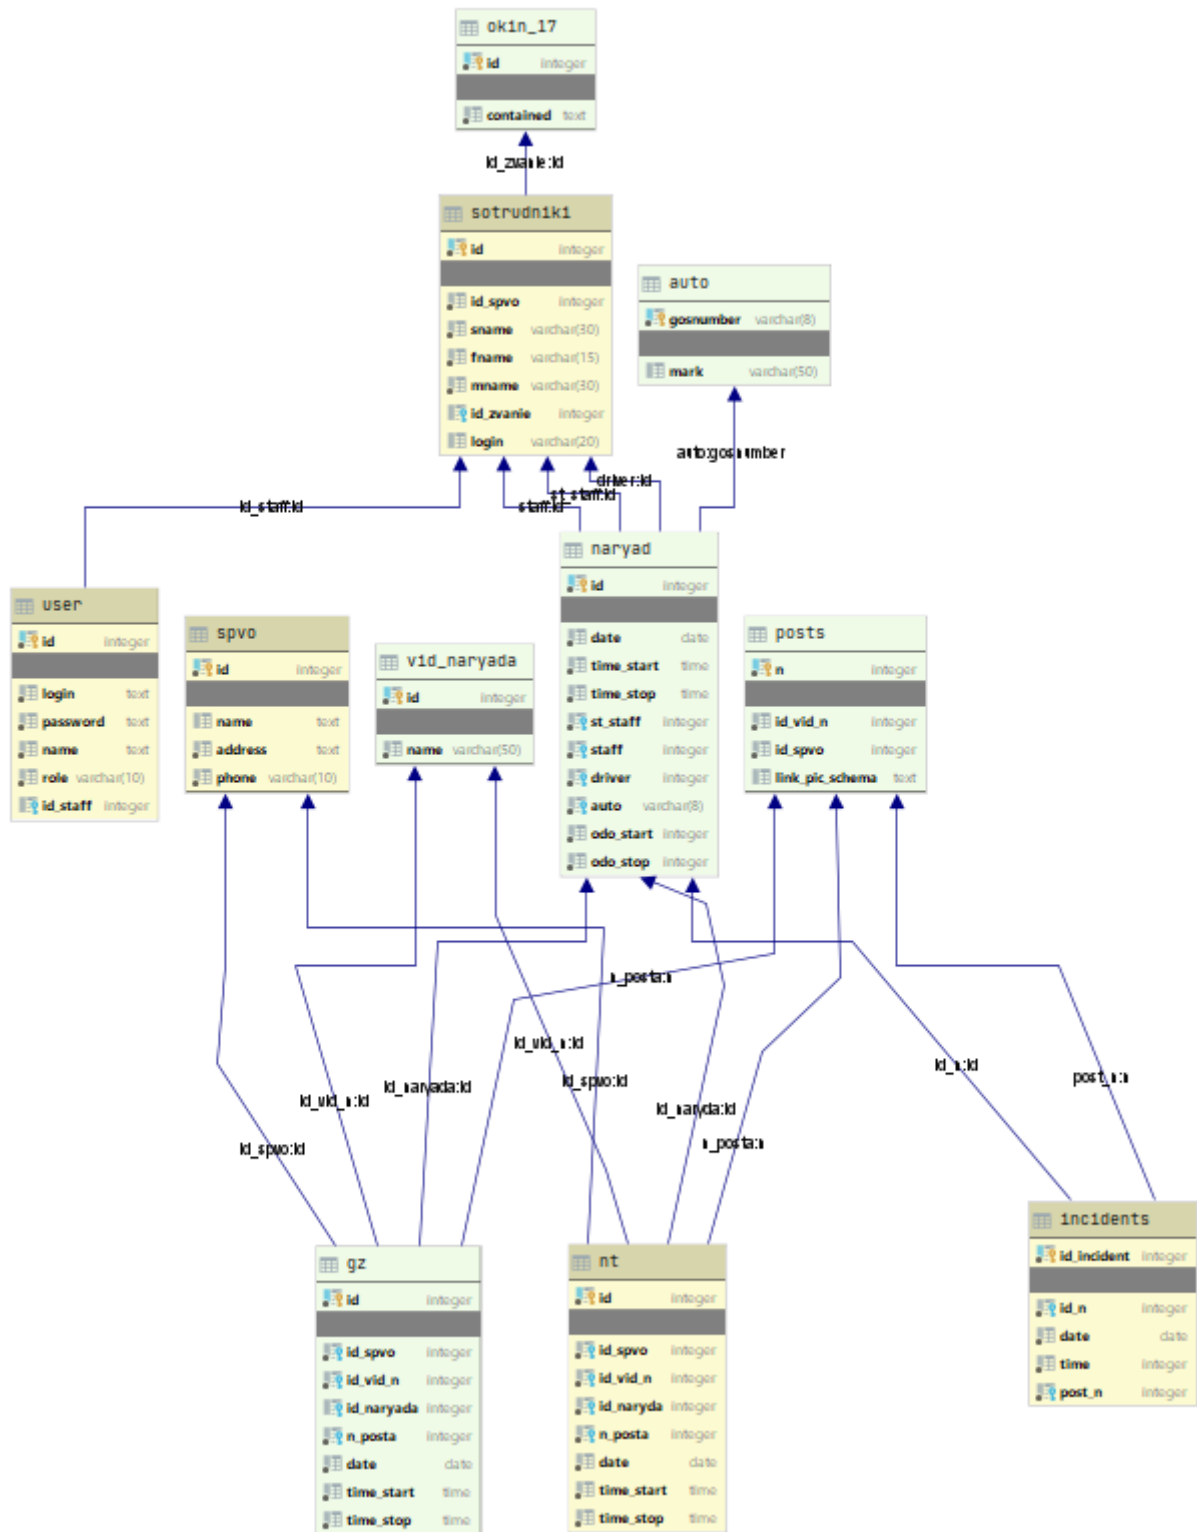 okin_17
id integer
contained text
id_zvanie:id
sotrudniki
id integer
id_spvo integer
sname varchar(30)
fname varchar(15)
mname varchar(30)
id_zvanie integer
login varchar(20)
auto
gosnumber varchar(8)
mark varchar(50)
auto:gosnumber
driver:id
st_staff:id
staff:id
id_staff:id
naryad
id integer
date date
time_start time
time_stop time
st_staff integer
staff integer
driver integer
auto varchar(8)
odo_start integer
odo_stop integer
user
id integer
login text
password text
name text
role varchar(10)
id_staff integer
spvo
id integer
name text
address text
phone varchar(10)
vid_naryada
id integer
name varchar(50)
posts
n integer
id_vid_n integer
id_spvo integer
link_pic_schema text
n_posta:n
id_vid_n:id
id_naryada:id
id_spvo:id
id_vid_n:id
id_naryda:id
id_spvo:id
n_posta:n
id_n:id
post_n:n
gz
id integer
id_spvo integer
id_vid_n integer
id_naryada integer
n_posta integer
date date
time_start time
time_stop time
nt
id integer
id_spvo integer
id_vid_n integer
id_naryda integer
n_posta integer
date date
time_start time
time_stop time
incidents
id_incident integer
id_n integer
date date
time integer
post_n integer